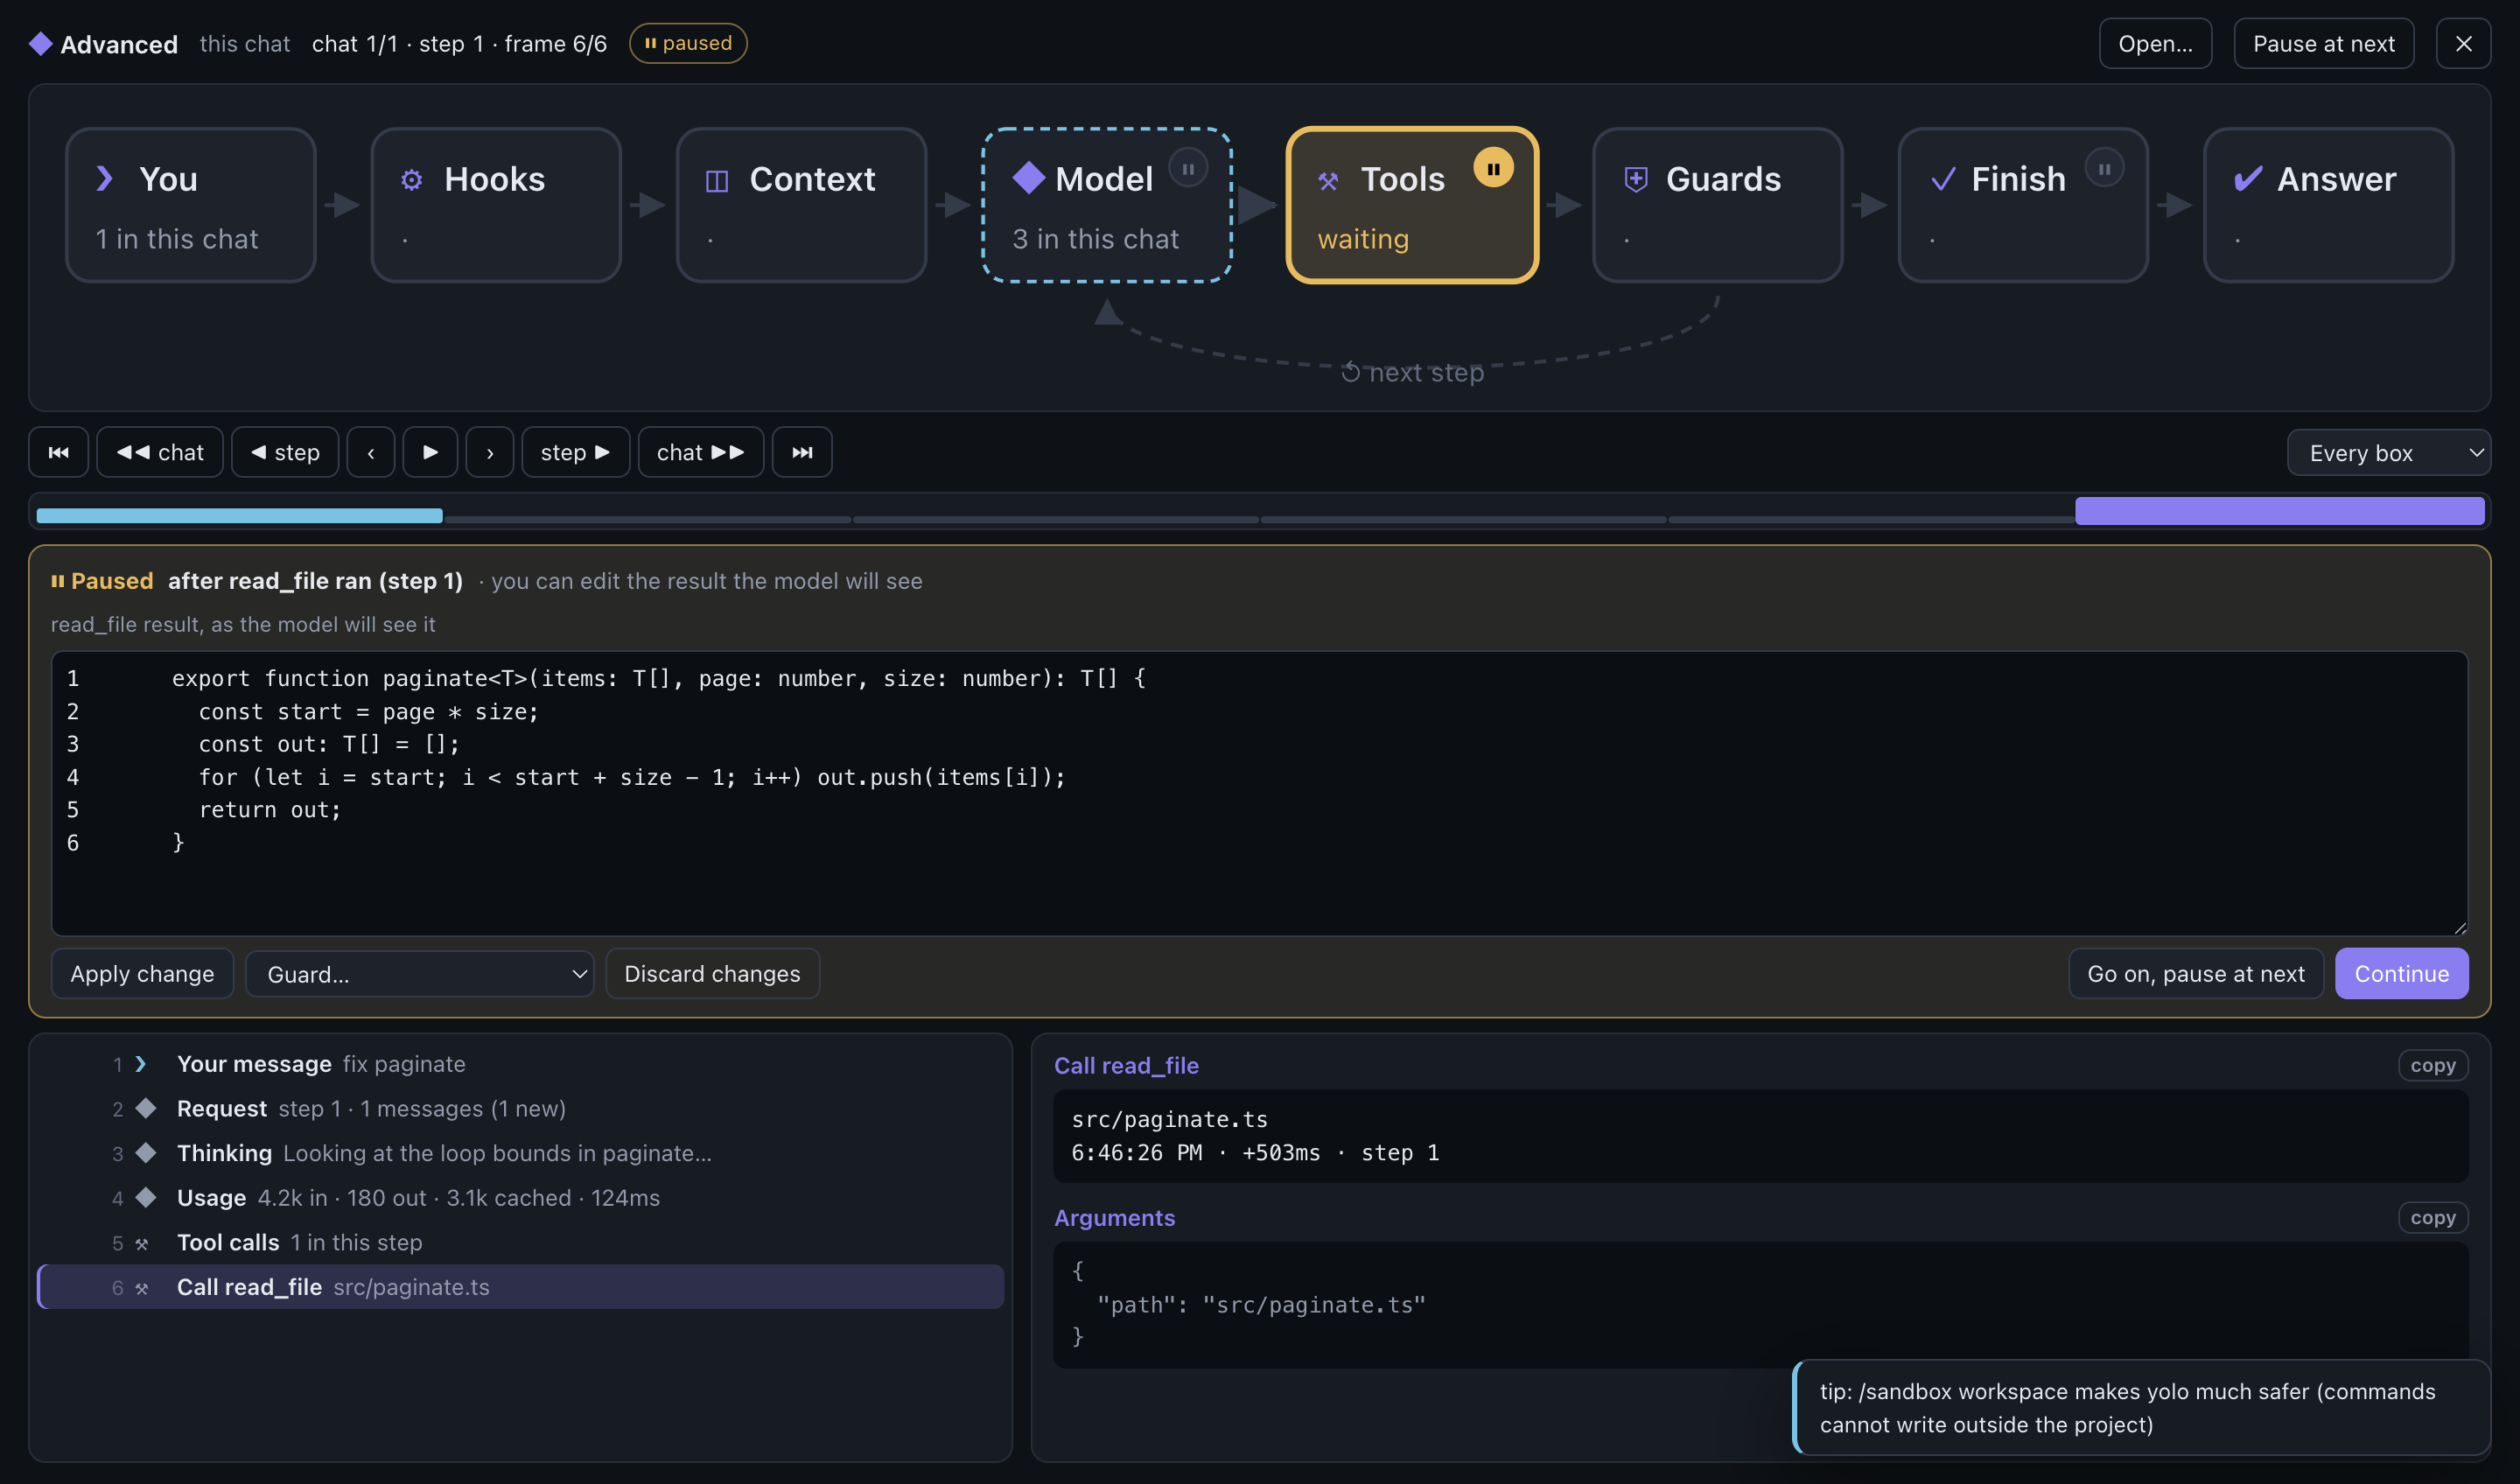 Advanced this chat chat 1/1 · step 1 · frame 6/6 paused Open… Pause at next ×
You Hooks Context Model Tools Guards Finish Answer
1 in this chat · · 3 in this chat waiting · · ·
↺ next step
⏮ ◀◀ chat ◀ step ‹ ▶ › step ▶ chat ▶▶ ⏭ Every box
Paused after read_file ran (step 1) · you can edit the result the model will see
read_file result, as the model will see it
1 export function paginate<T>(items: T[], page: number, size: number): T[] {
2 const start = page * size;
3 const out: T[] = [];
4 for (let i = start; i < start + size - 1; i++) out.push(items[i]);
5 return out;
6 }
Apply change Guard… Discard changes Go on, pause at next Continue
1 Your message fix paginate
2 Request step 1 · 1 messages (1 new)
3 Thinking Looking at the loop bounds in paginate…
4 Usage 4.2k in · 180 out · 3.1k cached · 124ms
5 Tool calls 1 in this step
6 Call read_file src/paginate.ts
Call read_file copy
src/paginate.ts
6:46:26 PM · +503ms · step 1
Arguments copy
{
"path": "src/paginate.ts"
}
tip: /sandbox workspace makes yolo much safer (commands
cannot write outside the project)